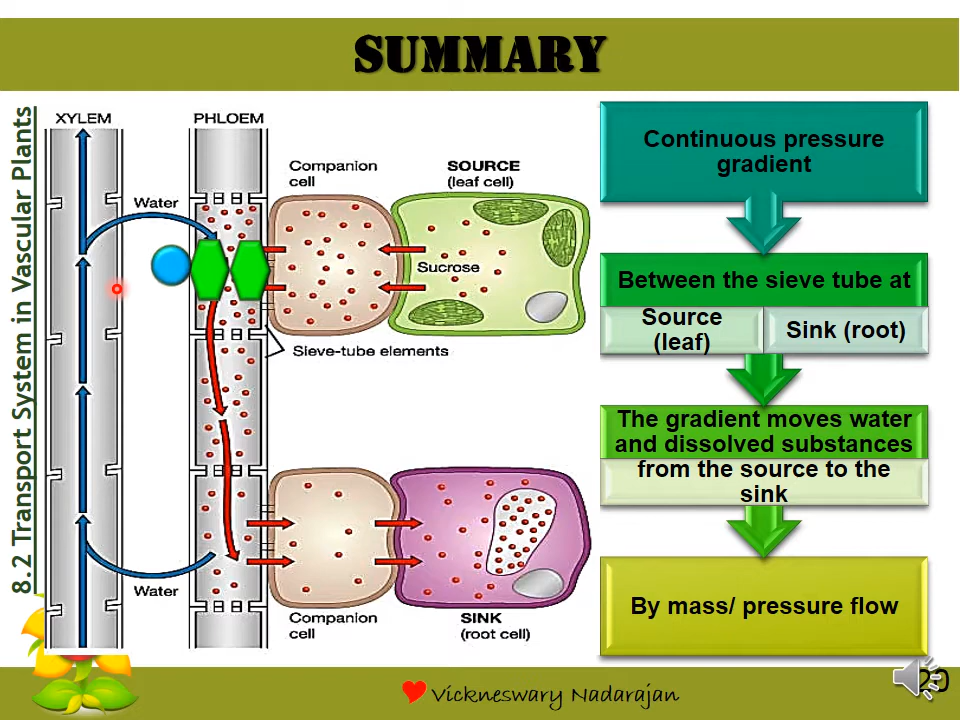 SUMMARY
8.2 Transport System in Vascular Plants
XYLEM
PHLOEM
Water
Companion
cell
SOURCE
(leaf cell)
Sucrose
Sieve-tube elements
Water
Companion
cell
SINK
(root cell)
Continuous pressure
gradient
Between the sieve tube at
Source
(leaf)
Sink (root)
The gradient moves water
and dissolved substances
from the source to the
sink
By mass/ pressure flow
Vickneswary Nadarajan